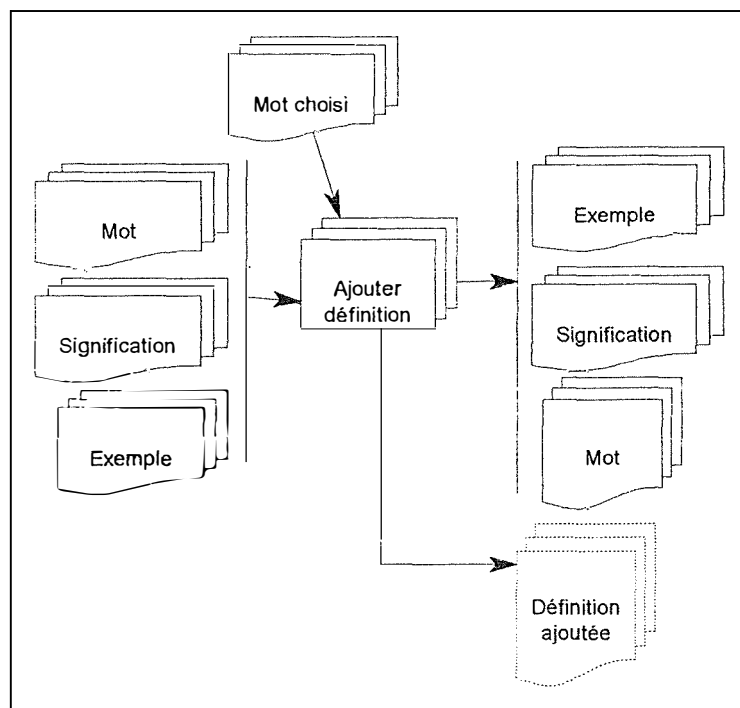 Mot choisi
Mot
Signification
Exemple
Ajouter
définition
Exemple
Signification
Mot
Définition
ajoutée